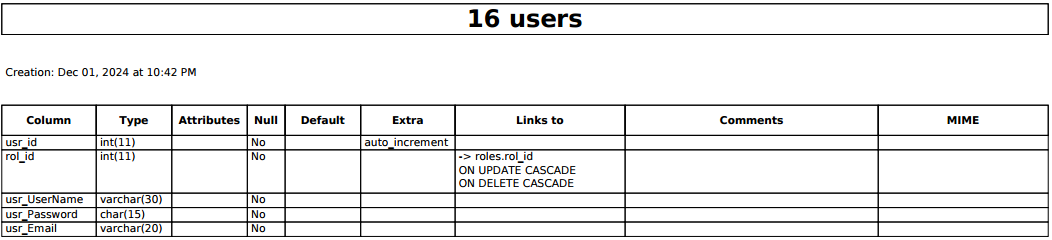 16 users
Creation: Dec 01, 2024 at 10:42 PM
Column Type Attributes Null Default Extra Links to Comments MIME
usr_id int(11) No auto_increment
rol_id int(11) No -> roles.rol_id
ON UPDATE CASCADE
ON DELETE CASCADE
usr_UserName varchar(30) No
usr_Password char(15) No
usr_Email varchar(20) No